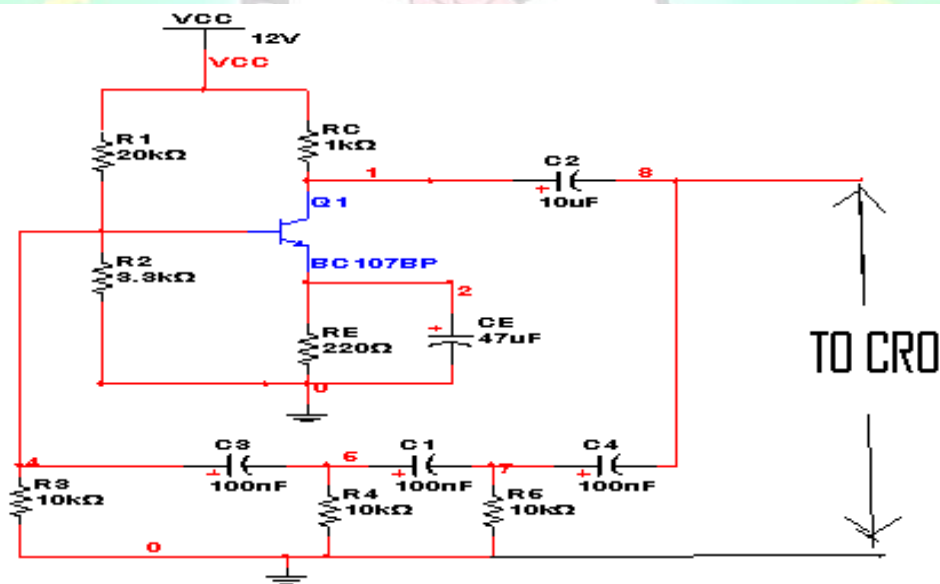 VCC
12V
VCC
R1
20kΩ
RC
1kΩ
1
C2
10uF
8
Q1
BC107BP
R2
3.3kΩ
2
RE
220Ω
CE
47uF
0
TO CRO
4
C3
100nF
6
C1
100nF
7
C4
100nF
R3
10kΩ
R4
10kΩ
R5
10kΩ
0